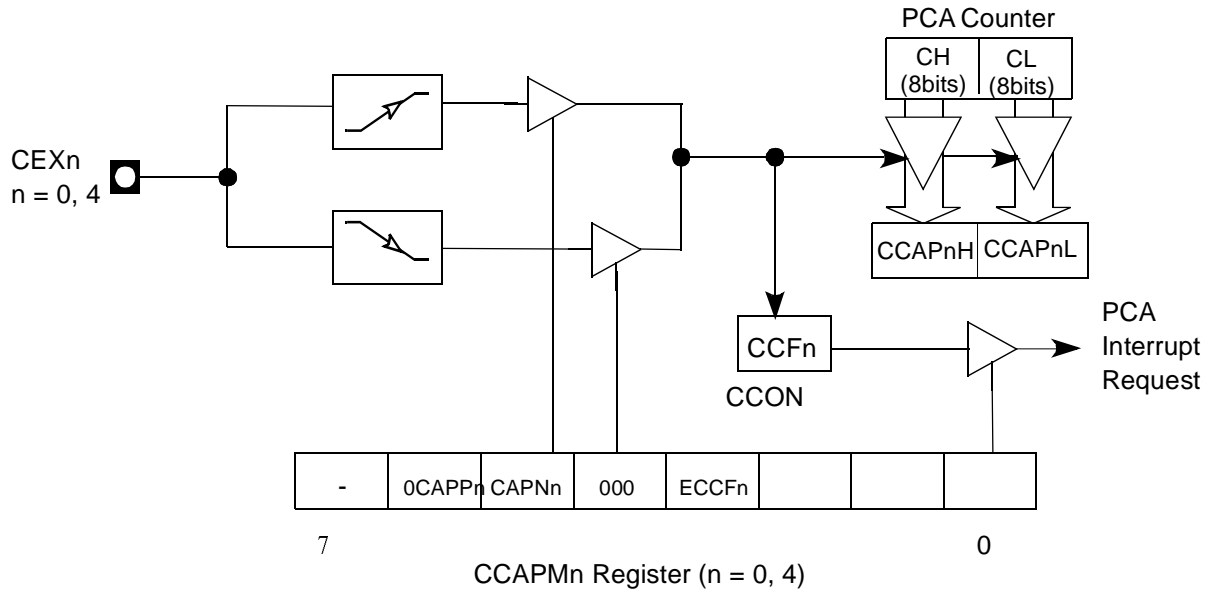 PCA Counter
CH
(8bits)
CL
(8bits)
CEXn
n = 0, 4
CCAPnH
CCAPnL
CCFn
CCON
PCA
Interrupt
Request
-
0CAPPn
CAPNn
000
ECCFn
7
0
CCAPMn Register (n = 0, 4)